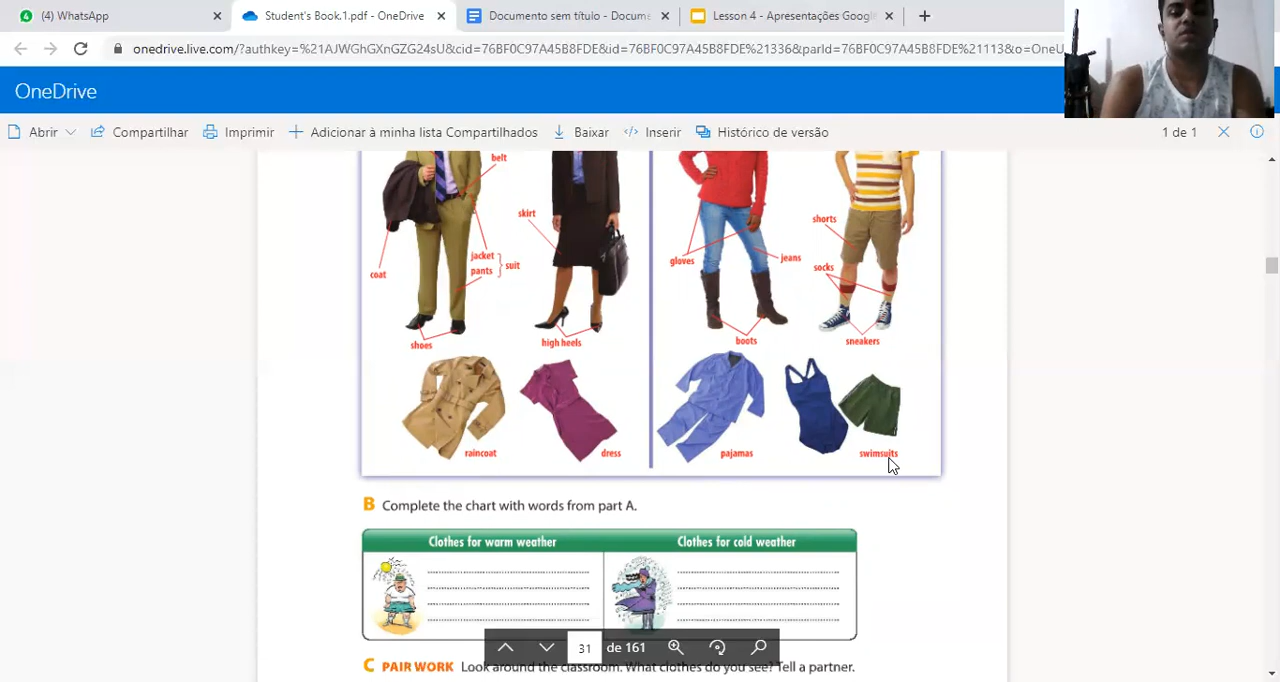 (4) WhatsApp
Student's Book.1.pdf - OneDrive
Documento sem título - Docum
Lesson 4 - Apresentações Googl
onedrive.live.com/?authkey=%21AJWGhGXnGZG24sU&cid=76BF0C97A45B8FDE&id=76BF0C97A45B8FDE%21336&parId=76BF0C97A45B8FDE%21113&o=OneU
OneDrive
Abrir
Compartilhar
Imprimir
Adicionar à minha lista Compartilhados
Baixar
Inserir
Histórico de versão
1 de 1
belt
skirt
shorts
jacket
pants
suit
gloves
jeans
coat
socks
shoes
high heels
boots
sneakers
raincoat
dress
pajamas
swimsuits
B Complete the chart with words from part A.
Clothes for warm weather
Clothes for cold weather
31 de 161
C PAIR WORK Look around the classroom. What clothes do you see? Tell a partner.